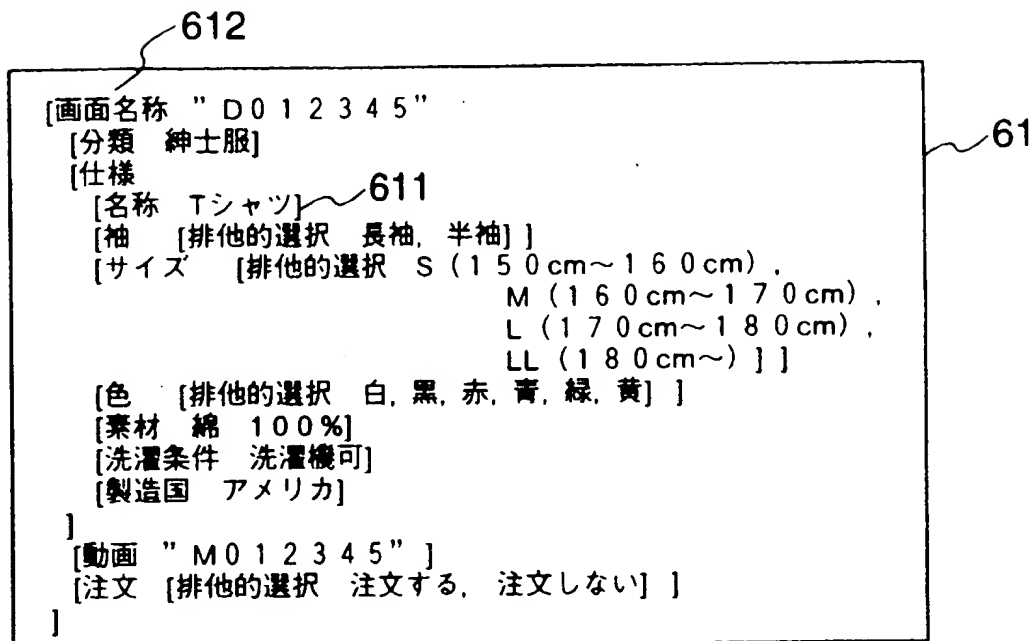 612
[画面名称 ”D012345”
61
[分類 紳士服]
[仕様
611
[名称 Tシャツ]
[袖 [排他的選択 長袖, 半袖] ]
[サイズ [排他的選択 S (150cm～160cm),
M (160cm～170cm),
L (170cm～180cm),
LL (180cm～) ] ]
[色 [排他的選択 白, 黒, 赤, 青, 緑, 黄] ]
[素材 綿 100%]
[洗濯条件 洗濯機可]
[製造国 アメリカ]
]
[動画 ”M012345” ]
[注文 [排他的選択 注文する, 注文しない] ]
]